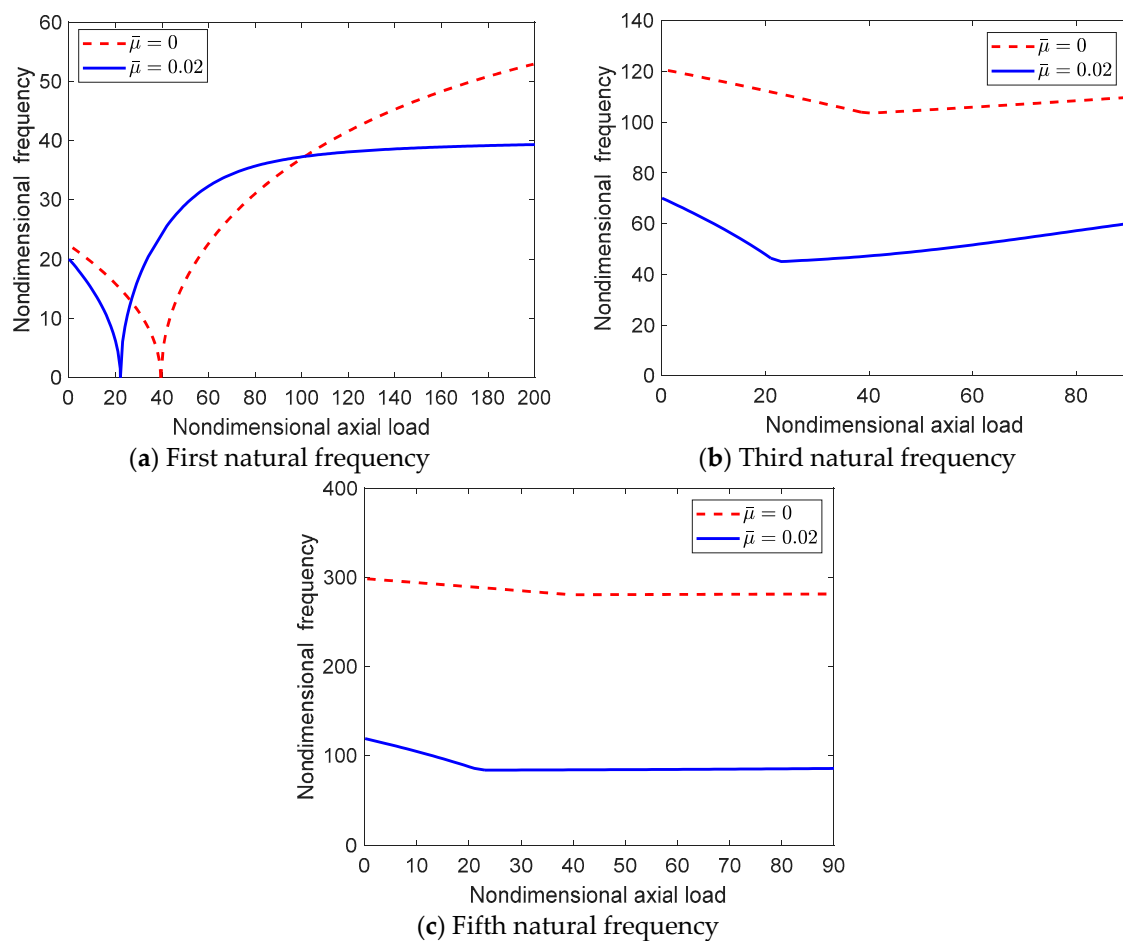 60
50
40
30
20
10
0
Nondimensional frequency
μ̄ = 0
μ̄ = 0.02
0 20 40 60 80 100 120 140 160 180 200
Nondimensional axial load
(a) First natural frequency
140
120
100
80
60
40
20
0
Nondimensional frequency
μ̄ = 0
μ̄ = 0.02
0 20 40 60 80
Nondimensional axial load
(b) Third natural frequency
400
300
200
100
0
Nondimensional frequency
μ̄ = 0
μ̄ = 0.02
0 10 20 30 40 50 60 70 80 90
Nondimensional axial load
(c) Fifth natural frequency